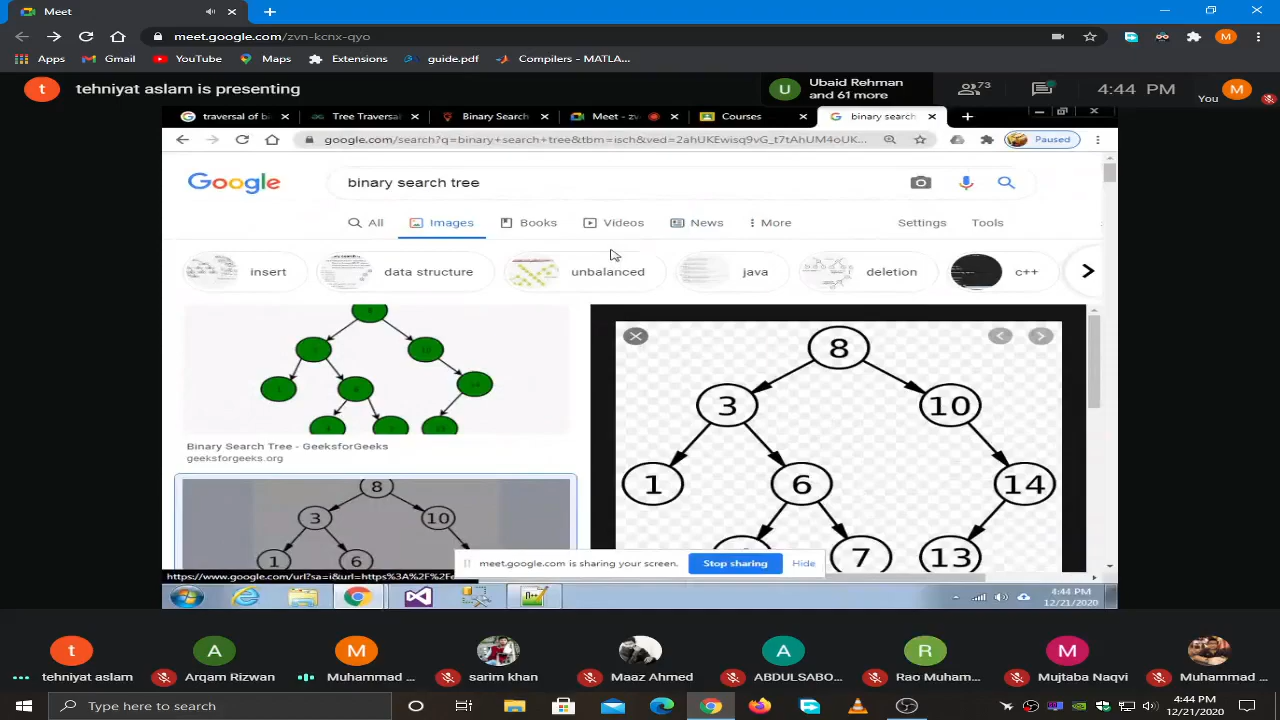 Meet
meet.google.com/zvn-kcnx-qyo
M
Apps Gmail YouTube Maps Extensions guide.pdf Compilers - MATLA...
t tehniyat aslam is presenting
U Ubaid Rehman
and 61 more
73
4:44 PM
You M
traversal of bi Tree Traversal Binary Search Meet - zv Courses binary search
google.com/search?q=binary+search+tree&tbm=isch&ved=2ahUKEwisq9vG_t7tAhUM4oUK...
Paused
Google binary search tree
All Images Books Videos News More Settings Tools
insert data structure unbalanced java deletion c++
Binary Search Tree - GeeksforGeeks
geeksforgeeks.org
8
3 10
1 6
8
3 10
1 6 14
7 13
meet.google.com is sharing your screen. Stop sharing Hide
4:44 PM
12/21/2020
t A M A R M
tehniyat aslam Arqam Rizwan Muhammad ... sarim khan Maaz Ahmed ABDULSABO... Rao Muham... Mujtaba Naqvi Muhammad ...
Type here to search
4:44 PM
12/21/2020